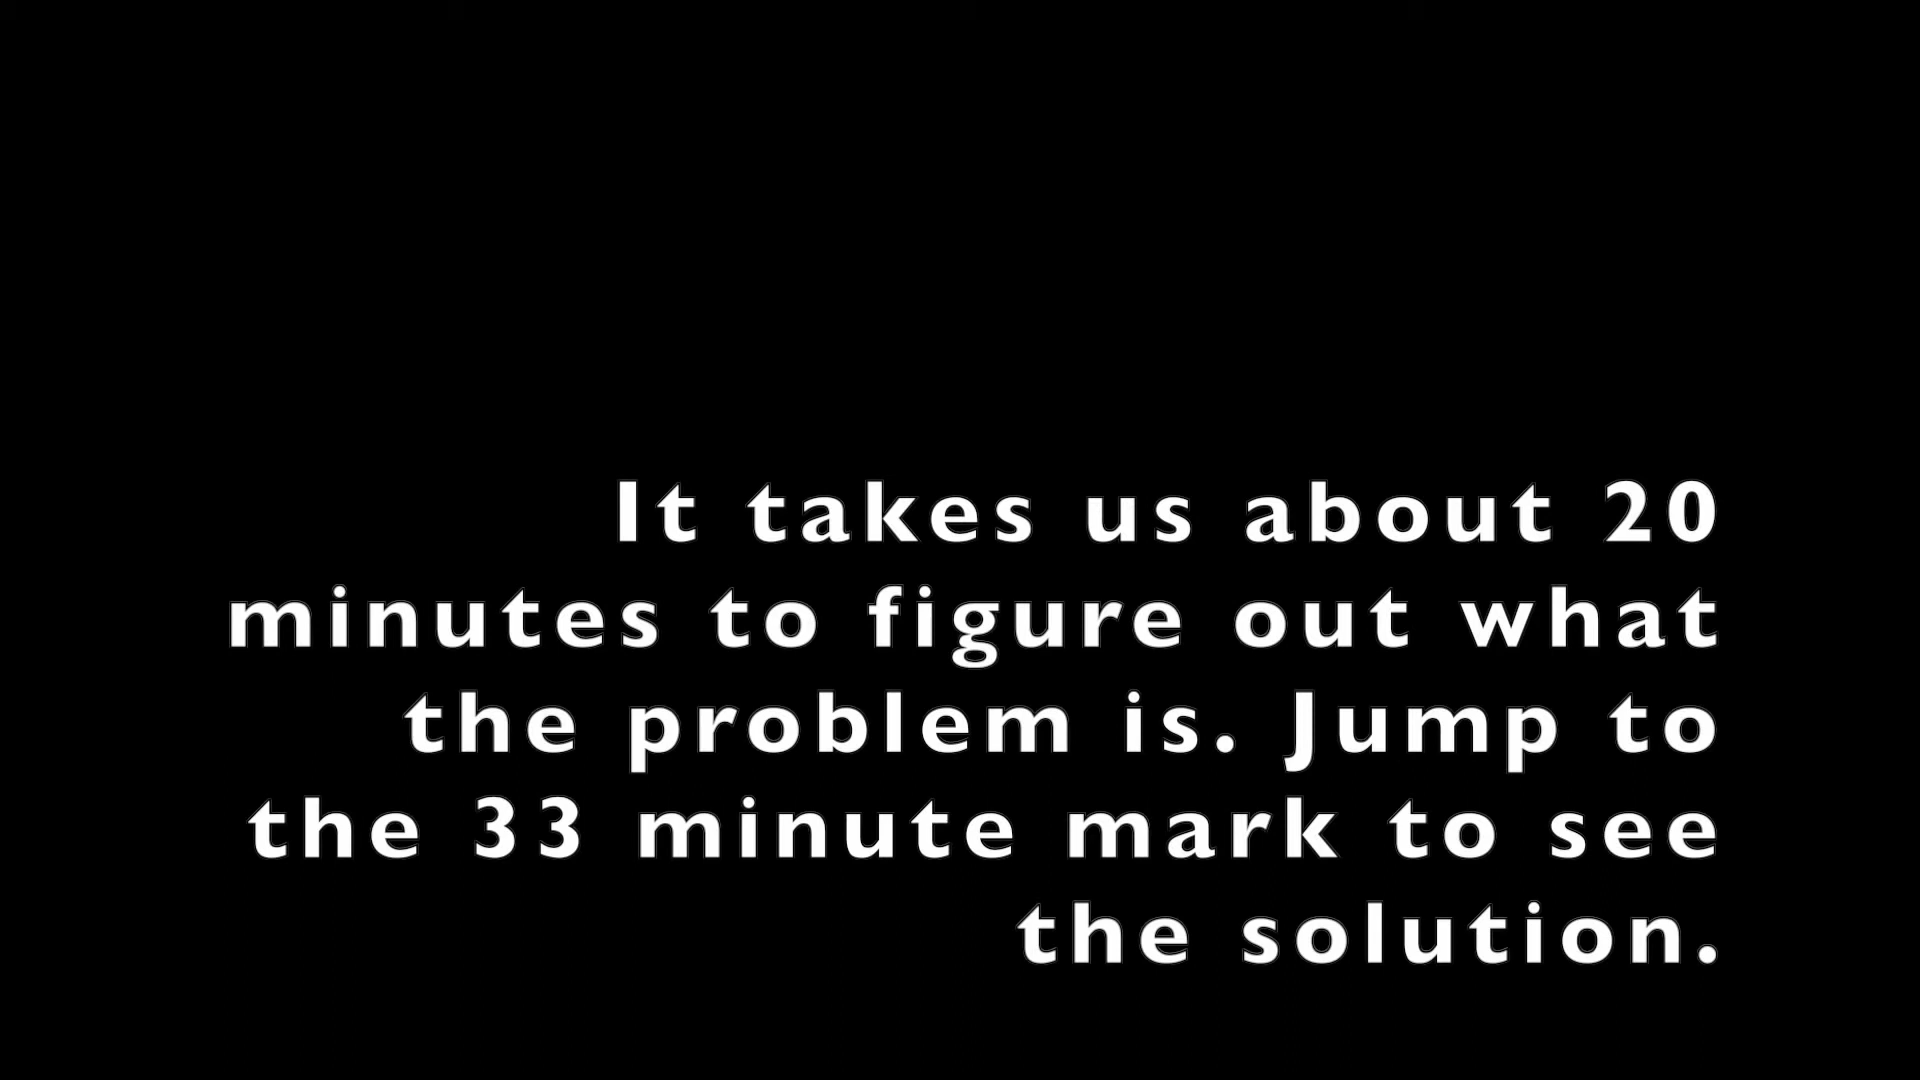 It takes us about 20
minutes to figure out what
the problem is. Jump to
the 33 minute mark to see
the solution.